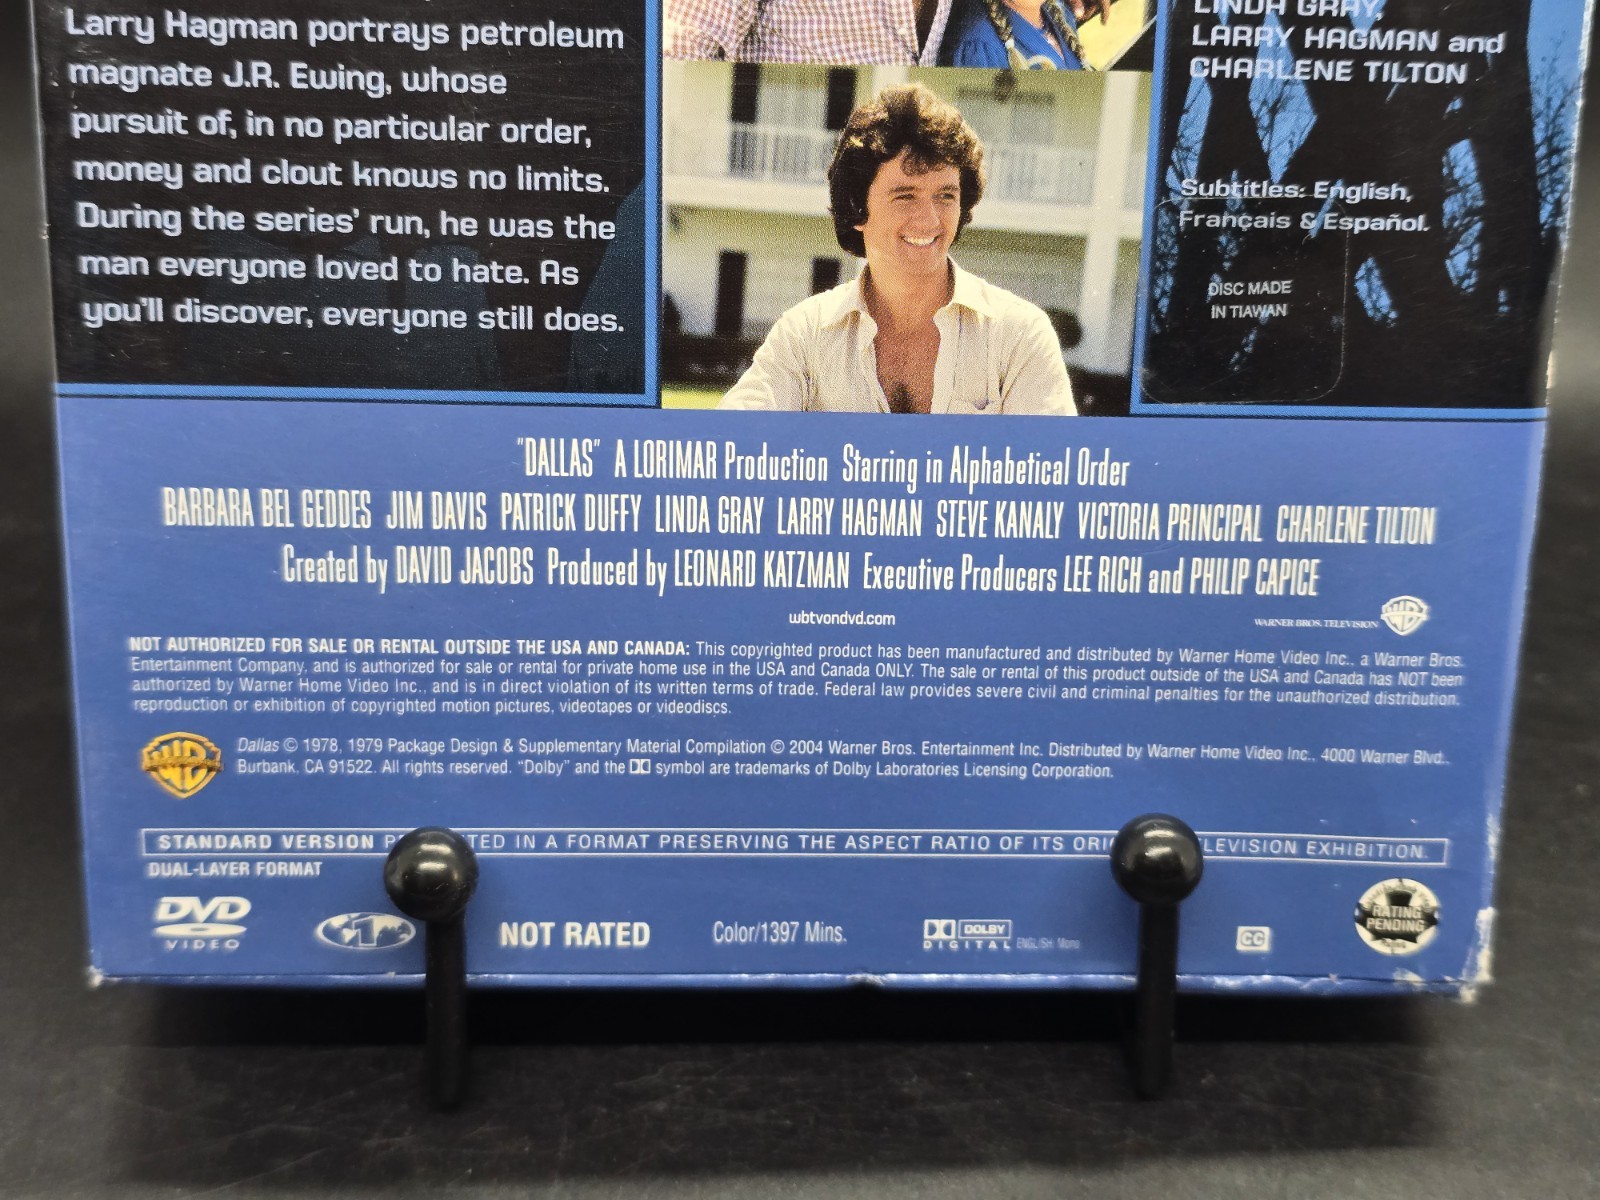 Larry Hagman portrays petroleum
magnate J.R. Ewing, whose
pursuit of, in no particular order,
money and clout knows no limits.
During the series' run, he was the
man everyone loved to hate. As
you'll discover, everyone still does.
LINDA GRAY,
LARRY HAGMAN and
CHARLENE TILTON
Subtitles: English,
Français & Español.
DISC MADE
IN TIAWAN
"DALLAS" A LORIMAR Production Starring in Alphabetical Order
BARBARA BEL GEDDES JIM DAVIS PATRICK DUFFY LINDA GRAY LARRY HAGMAN STEVE KANALY VICTORIA PRINCIPAL CHARLENE TILTON
Created by DAVID JACOBS Produced by LEONARD KATZMAN Executive Producers LEE RICH and PHILIP CAPICE
wbtvondvd.com
WARNER BROS. TELEVISION
NOT AUTHORIZED FOR SALE OR RENTAL OUTSIDE THE USA AND CANADA: This copyrighted product has been manufactured and distributed by Warner Home Video Inc., a Warner Bros.
Entertainment Company, and is authorized for sale or rental for private home use in the USA and Canada ONLY. The sale or rental of this product outside of the USA and Canada has NOT been
authorized by Warner Home Video Inc., and is in direct violation of its written terms of trade. Federal law provides severe civil and criminal penalties for the unauthorized distribution,
reproduction or exhibition of copyrighted motion pictures, videotapes or videodiscs.
Dallas © 1978, 1979 Package Design & Supplementary Material Compilation © 2004 Warner Bros. Entertainment Inc. Distributed by Warner Home Video Inc., 4000 Warner Blvd.,
Burbank, CA 91522. All rights reserved. "Dolby" and the DD symbol are trademarks of Dolby Laboratories Licensing Corporation.
STANDARD VERSION P TED IN A FORMAT PRESERVING THE ASPECT RATIO OF ITS ORI LEVISION EXHIBITION.
DUAL-LAYER FORMAT
DVD
VIDEO
1
NOT RATED
Color/1397 Mins.
DOLBY
DIGITAL ENGLISH: Mono
CC
RATING
PENDING